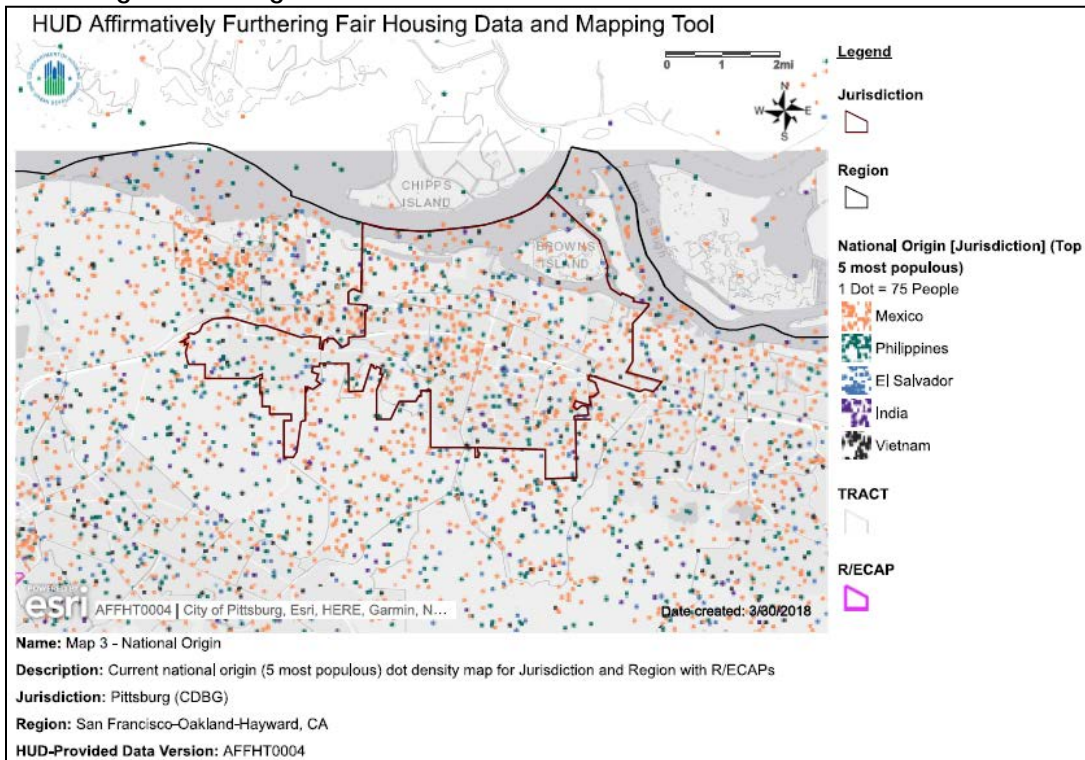 HUD Affirmatively Furthering Fair Housing Data and Mapping Tool
0 1 2mi
N
W E
S
CHIPPS
ISLAND
BROWNS
ISLAND
esri
AFFHT0004 | City of Pittsburg, Esri, HERE, Garmin, N...
Date created: 3/30/2018
Legend
Jurisdiction
Region
National Origin [Jurisdiction] (Top
5 most populous)
1 Dot = 75 People
Mexico
Philippines
El Salvador
India
Vietnam
TRACT
R/ECAP
Name: Map 3 - National Origin
Description: Current national origin (5 most populous) dot density map for Jurisdiction and Region with R/ECAPs
Jurisdiction: Pittsburg (CDBG)
Region: San Francisco-Oakland-Hayward, CA
HUD-Provided Data Version: AFFHT0004